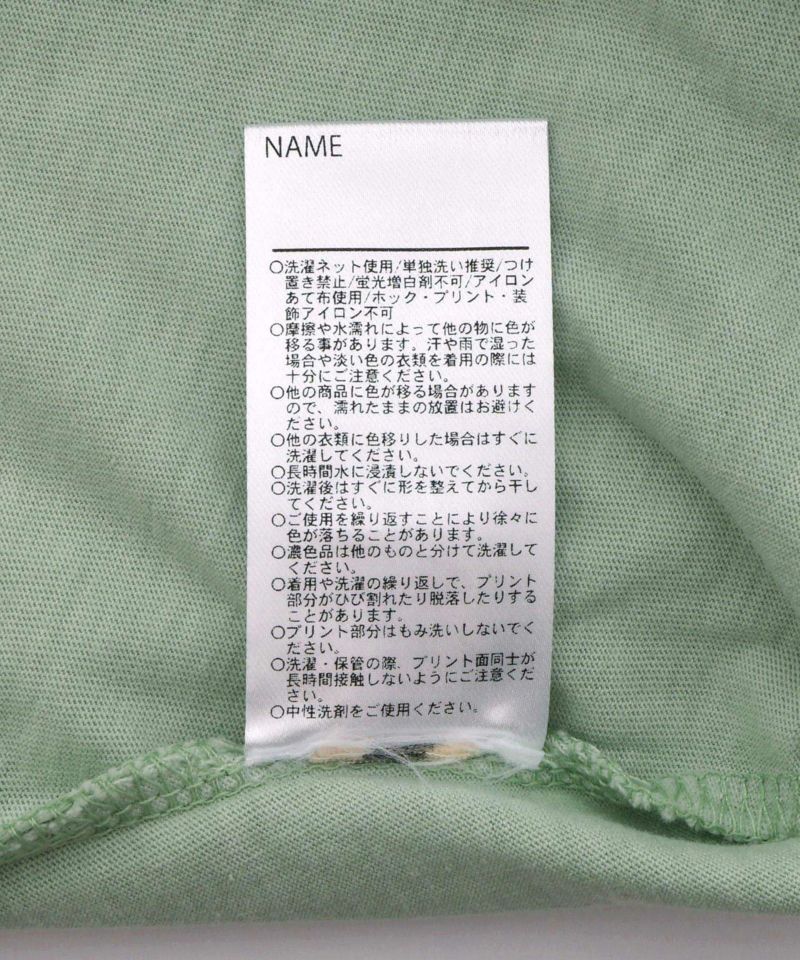 NAME
○洗濯ネット使用/単独洗い推奨/つけ
置き禁止/蛍光増白剤不可/アイロン
あて布使用/ホック・プリント・装
飾アイロン不可
○摩擦や水濡れによって他の物に色が
移る事があります。汗や雨で湿った
場合や淡い色の衣類を着用の際には
十分にご注意ください。
○他の商品に色が移る場合があります
ので、濡れたままの放置はお避けく
ださい。
○他の衣類に色移りした場合はすぐに
洗濯してください。
○長時間水に浸漬しないでください。
○洗濯後はすぐに形を整えてから干し
てください。
○ご使用を繰り返すことにより徐々に
色が落ちることがあります。
○濃色品は他のものと分けて洗濯して
ください。
○着用や洗濯の繰り返しで、プリント
部分がひび割れたり脱落したりする
ことがあります。
○プリント部分はもみ洗いしないでく
ださい。
○洗濯・保管の際、プリント面同士が
長時間接触しないようにご注意くだ
さい。
○中性洗剤をご使用ください。